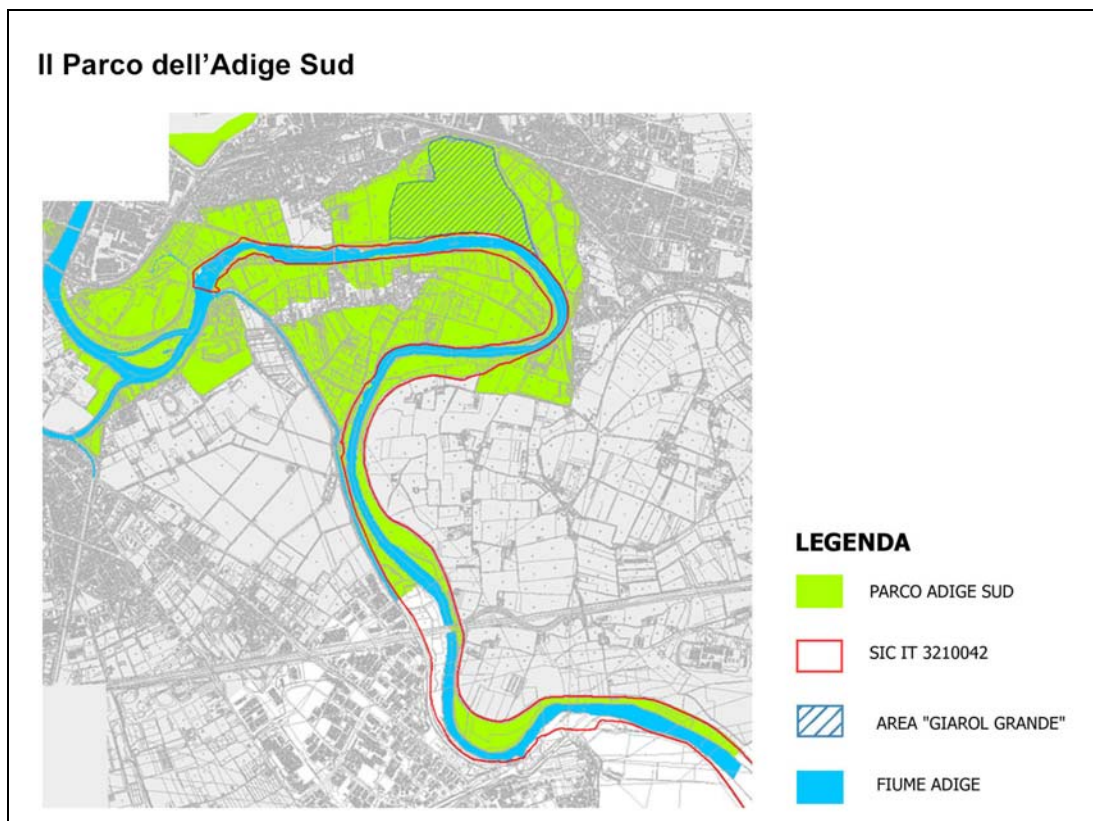 Il Parco dell'Adige Sud
LEGENDA
PARCO ADIGE SUD
SIC IT 3210042
AREA "GIAROL GRANDE"
FIUME ADIGE